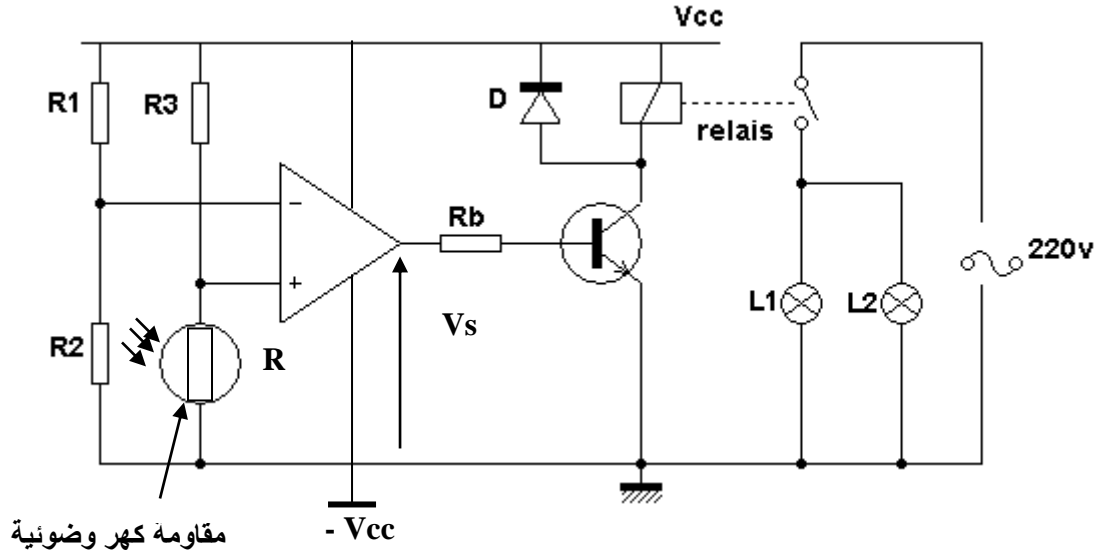 Vcc
R1
R3
D
relais
−
Rb
220v
+
L1
L2
Vs
R2
R
- Vcc
مقاومة كهر وضوئية